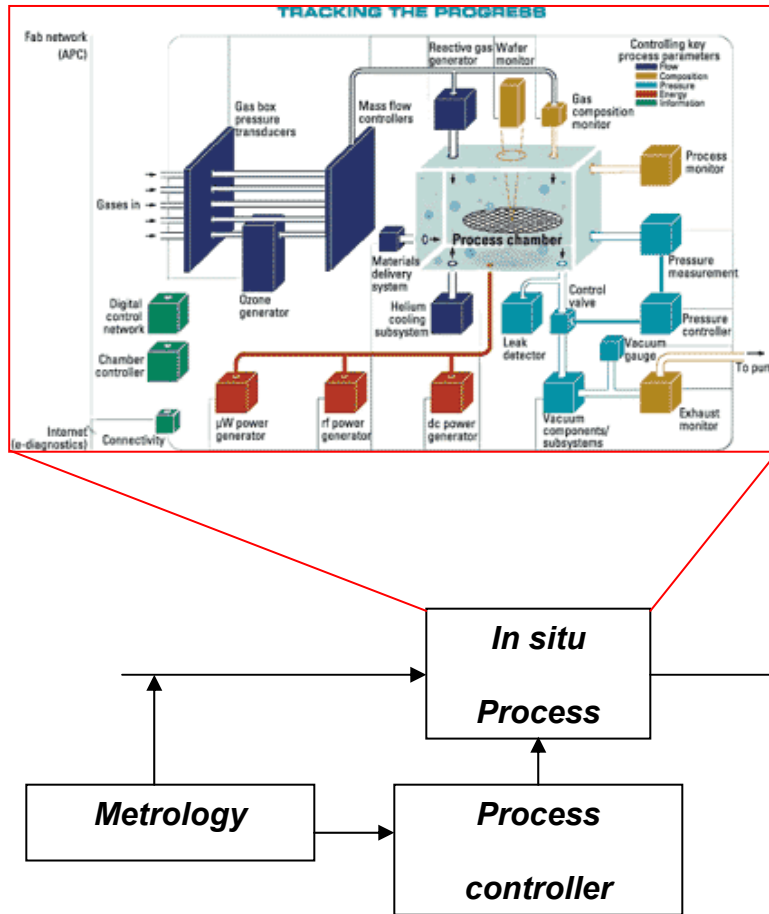 TRACKING THE PROGRESS
Fab network
(APC)
Reactive gas
generator
Wafer
monitor
Controlling key
process parameters
Flow
Composition
Pressure
Energy
Information
Gas box
pressure
transducers
Mass flow
controllers
Gas
composition
monitor
Process
monitor
Gases in
Process chamber
Materials
delivery
system
Pressure
measurement
Ozone
generator
Digital
control
network
Helium
cooling
subsystem
Leak
detector
Control
valve
Vacuum
gauge
Pressure
controller
Chamber
controller
To pum
µW power
generator
rf power
generator
dc power
generator
Vacuum
components/
subsystems
Exhaust
monitor
Internet
(e-diagnostics)
Connectivity
In situ
Process
Metrology
Process
controller